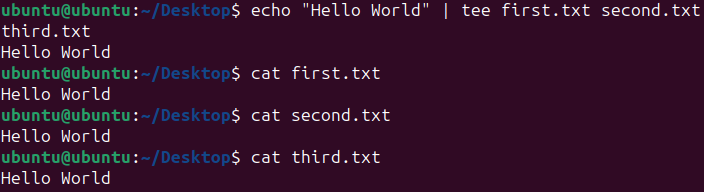 ubuntu@ubuntu:~/Desktop$ echo "Hello World" | tee first.txt second.txt
third.txt
Hello World
ubuntu@ubuntu:~/Desktop$ cat first.txt
Hello World
ubuntu@ubuntu:~/Desktop$ cat second.txt
Hello World
ubuntu@ubuntu:~/Desktop$ cat third.txt
Hello World